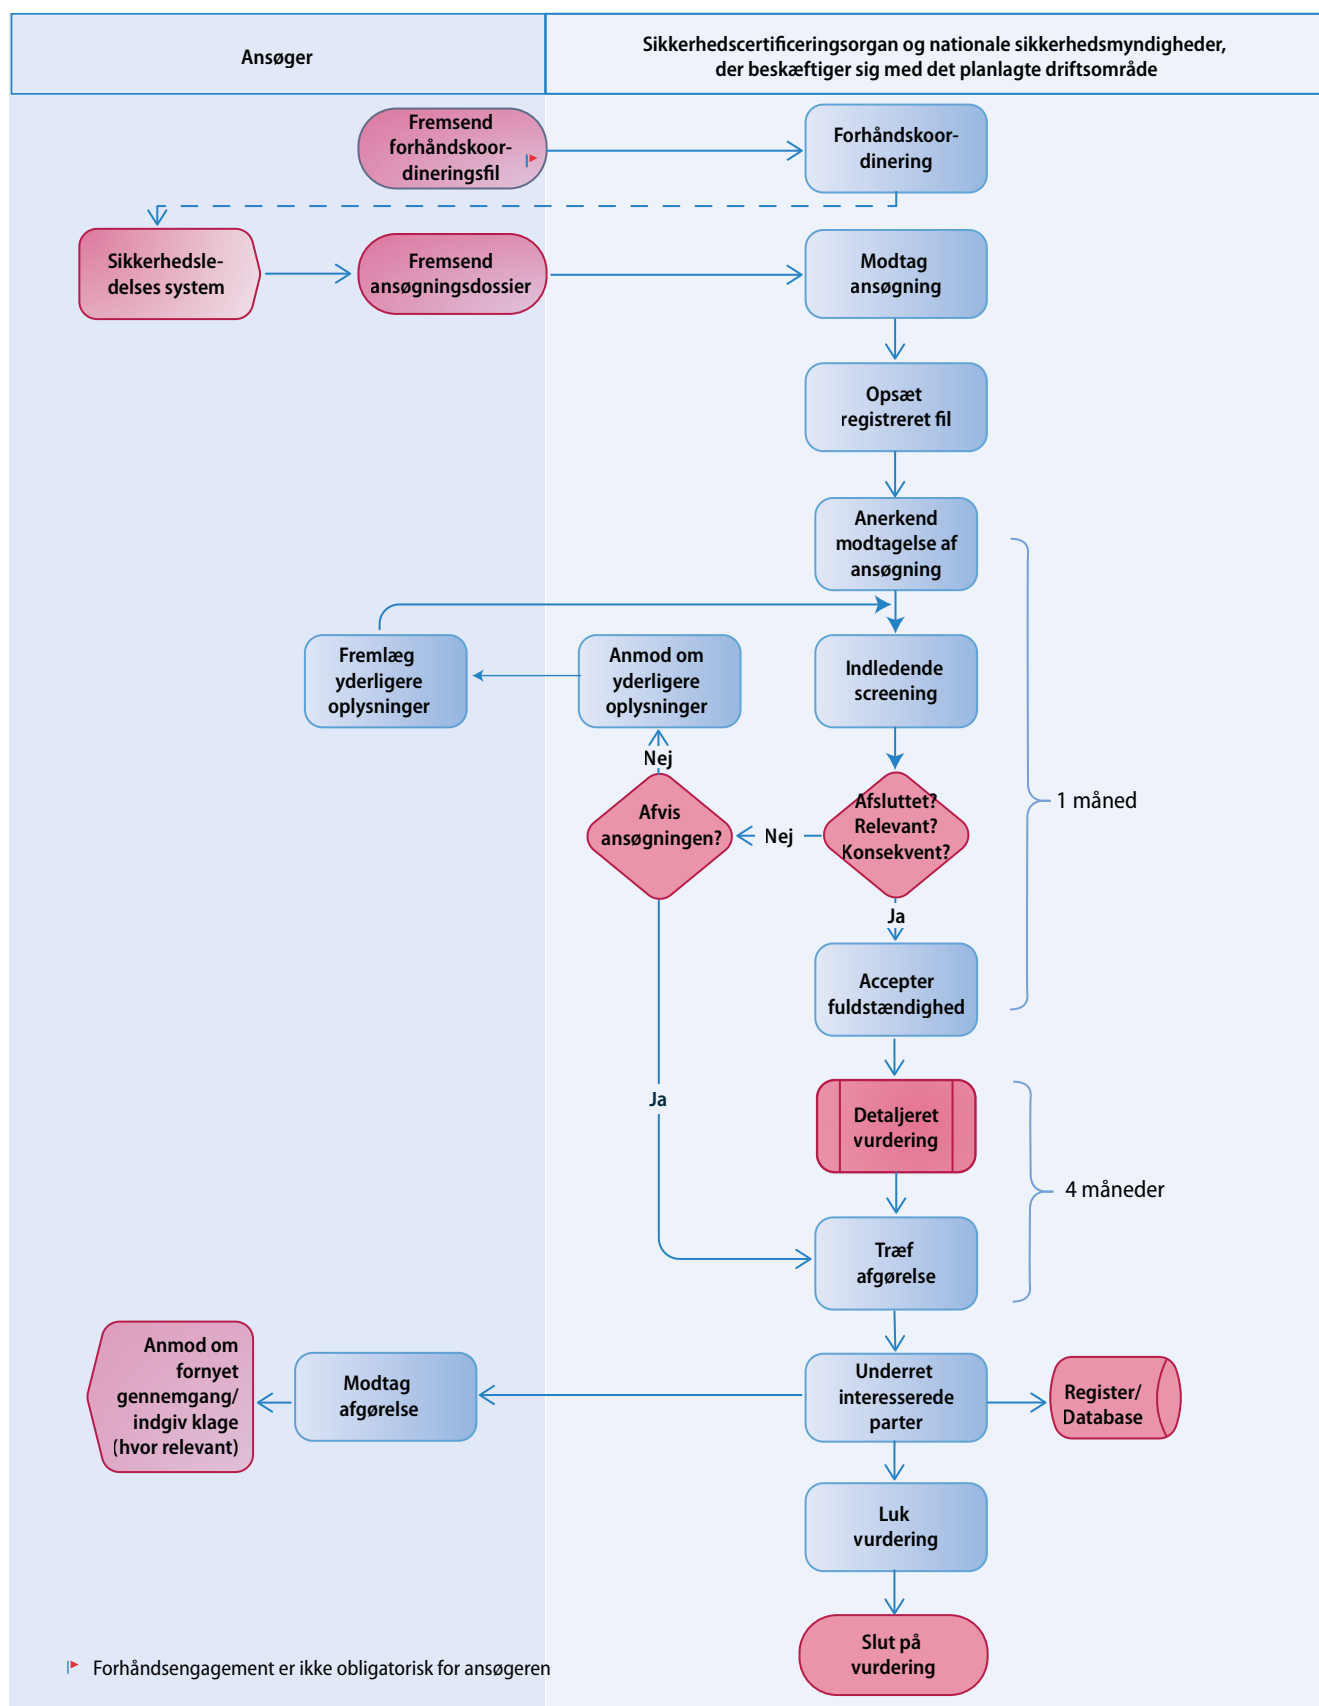 Ansøger
Sikkerhedscertificeringsorgan og nationale sikkerhedsmyndigheder,
der beskæftiger sig med det planlagte driftsområde
Fremsend
forhåndskoor-
dineringsfil
Forhåndskoor-
dinering
Sikkerhedsle-
delses system
Fremsend
ansøgningsdossier
Modtag
ansøgning
Opsæt
registreret fil
Anerkend
modtagelse af
ansøgning
Fremlæg
yderligere
oplysninger
Anmod om
yderligere
oplysninger
Indledende
screening
Nej
Afvis
ansøgningen?
Nej
Afsluttet?
Relevant?
Konsekvent?
1 måned
Ja
Accepter
fuldstændighed
Ja
Detaljeret
vurdering
4 måneder
Træf
afgørelse
Anmod om
fornyet
gennemgang/
indgiv klage
(hvor relevant)
Modtag
afgørelse
Underret
interesserede
parter
Register/
Database
Luk
vurdering
Slut på
vurdering
Forhåndsengagement er ikke obligatorisk for ansøgeren